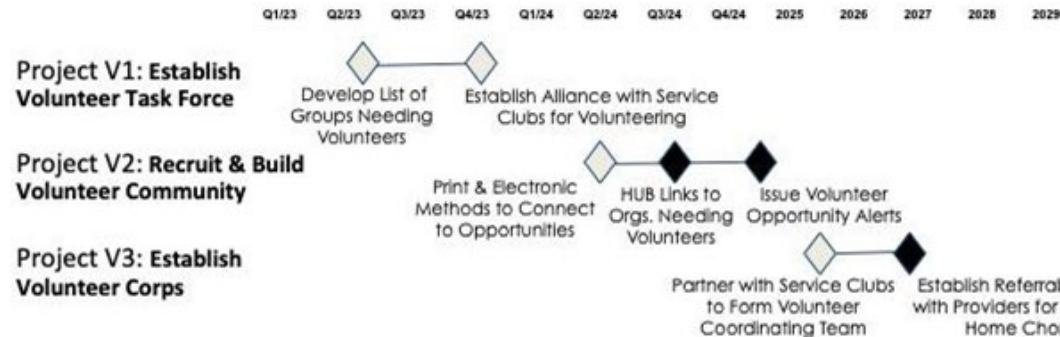 Q1/23 Q2/23 Q3/23 Q4/23 Q1/24 Q2/24 Q3/24 Q4/24 2025 2026 2027 2028 2029
Project V1: Establish
Volunteer Task Force
Develop List of
Groups Needing
Volunteers
Establish Alliance with Service
Clubs for Volunteering
Project V2: Recruit & Build
Volunteer Community
Print & Electronic
Methods to Connect
to Opportunities
HUB Links to
Orgs. Needing
Volunteers
Issue Volunteer
Opportunity Alerts
Project V3: Establish
Volunteer Corps
Partner with Service Clubs
to Form Volunteer
Coordinating Team
Establish Referral
with Providers for
Home